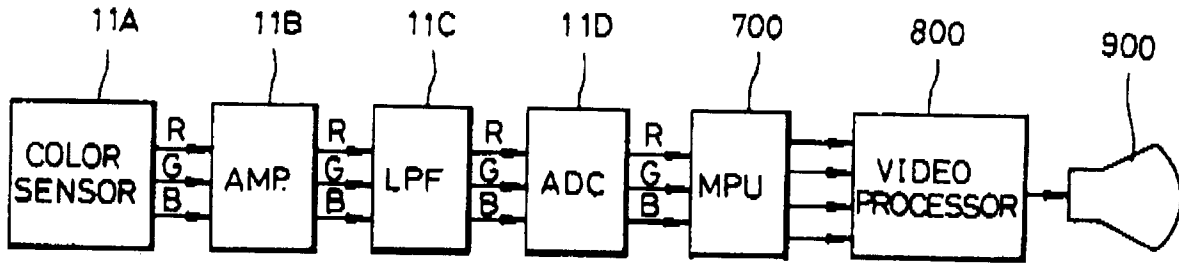 11A 11B 11C 11D 700 800 900
COLOR
SENSOR
R
G
B
AMP.
R
G
B
LPF
R
G
B
ADC
R
G
B
MPU
VIDEO
PROCESSOR